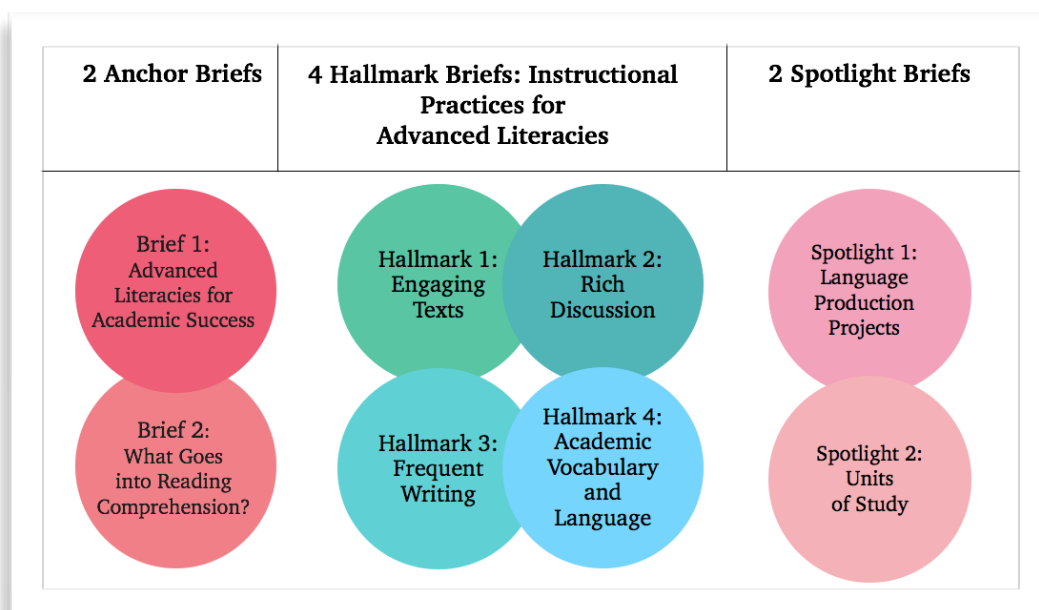 2 Anchor Briefs
4 Hallmark Briefs: Instructional
Practices for
Advanced Literacies
2 Spotlight Briefs
Brief 1:
Advanced
Literacies for
Academic Success
Brief 2:
What Goes
into Reading
Comprehension?
Hallmark 1:
Engaging
Texts
Hallmark 2:
Rich
Discussion
Hallmark 3:
Frequent
Writing
Hallmark 4:
Academic
Vocabulary
and
Language
Spotlight 1:
Language
Production
Projects
Spotlight 2:
Units
of Study